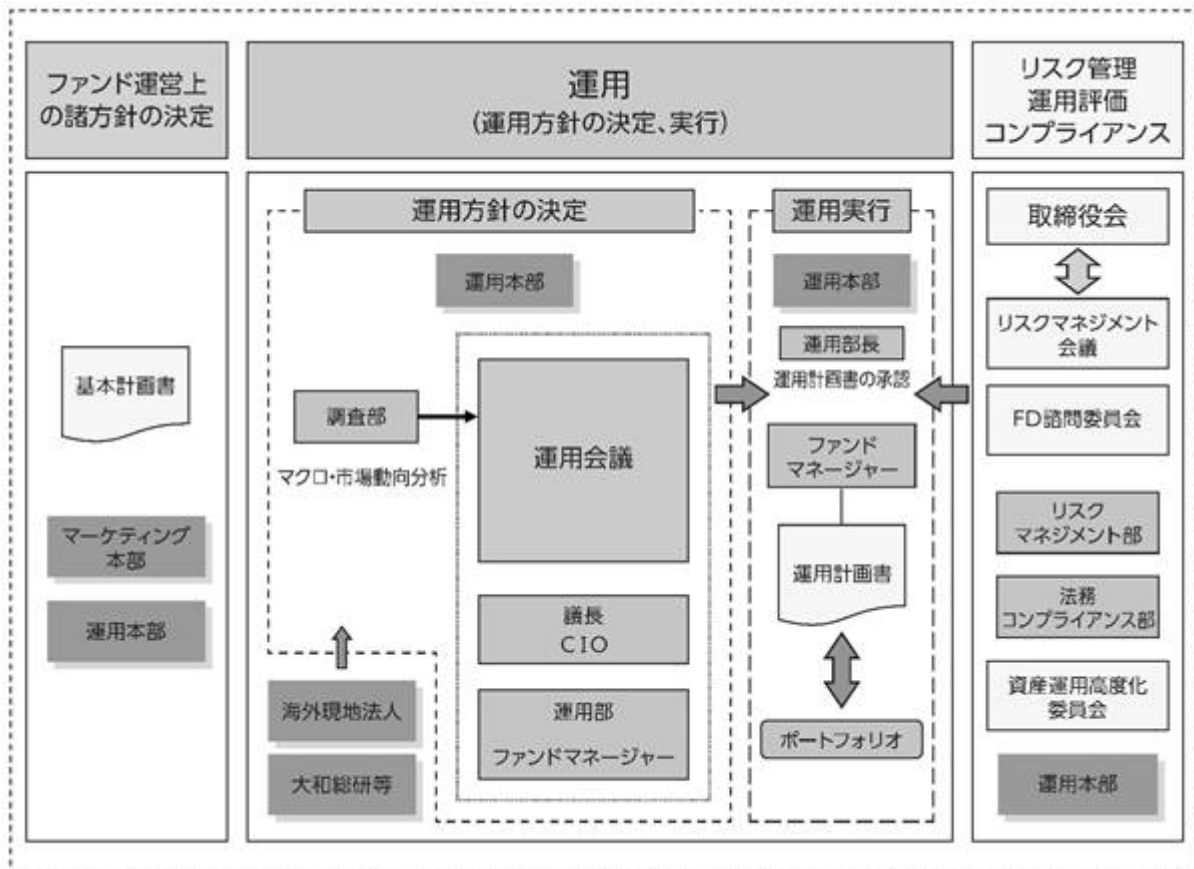 ファンド運営上
の諸方針の決定
運用
(運用方針の決定、実行)
リスク管理
運用評価
コンプライアンス
基本計画書
マーケティング
本部
運用本部
運用方針の決定
運用本部
調査部
マクロ・市場動向分析
運用会議
議長
CIO
運用部
ファンドマネージャー
海外現地法人
大和総研等
運用実行
運用本部
運用部長
運用計画書の承認
ファンド
マネージャー
運用計画書
ポートフォリオ
取締役会
リスクマネジメント
会議
FD諮問委員会
リスク
マネジメント部
法務
コンプライアンス部
資産運用高度化
委員会
運用本部